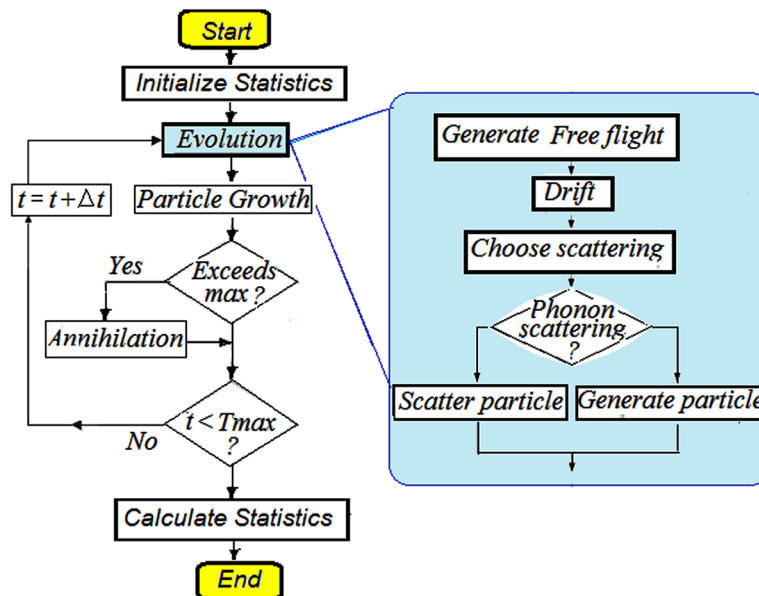 Start
Initialize Statistics
Evolution
t = t + Δt
Particle Growth
Yes
Exceeds
max ?
Annihilation
t < Tmax
?
No
Calculate Statistics
End
Generate Free flight
Drift
Choose scattering
Phonon
scattering
?
Scatter particle
Generate particle